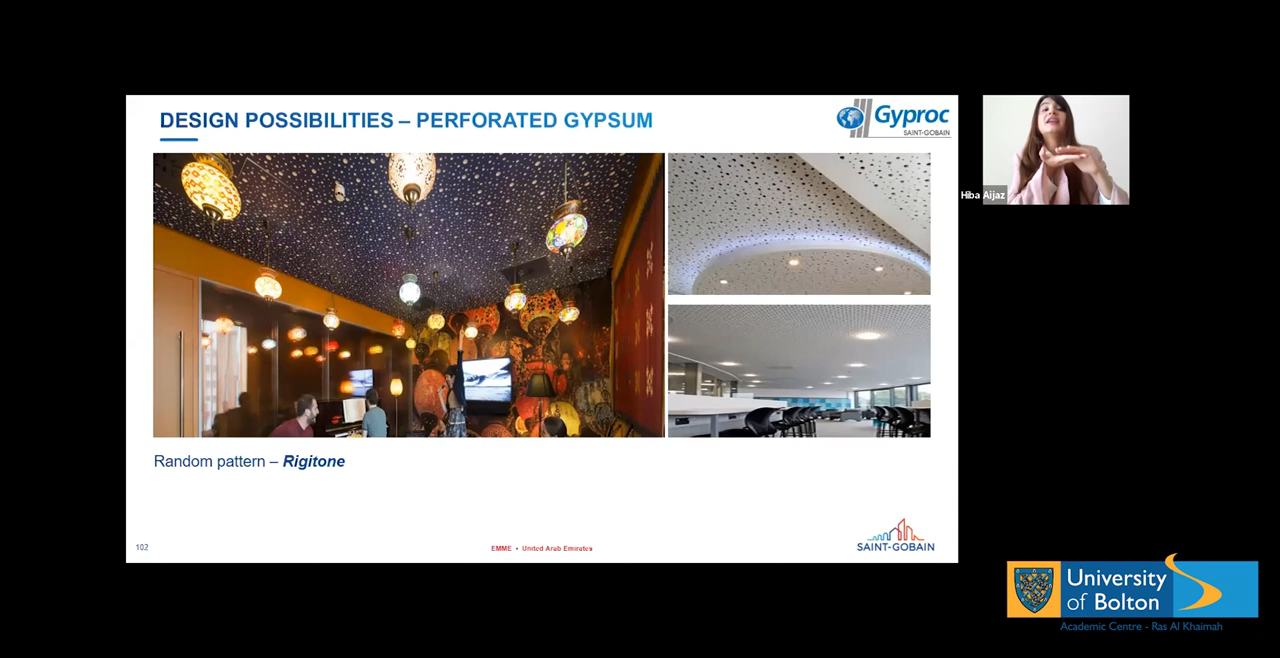 DESIGN POSSIBILITIES – PERFORATED GYPSUM
Gyproc
SAINT-GOBAIN
Hiba Aijaz
Random pattern – Rigitone
102
EMME • United Arab Emirates
SAINT-GOBAIN
University
of Bolton
Academic Centre - Ras Al Khaimah